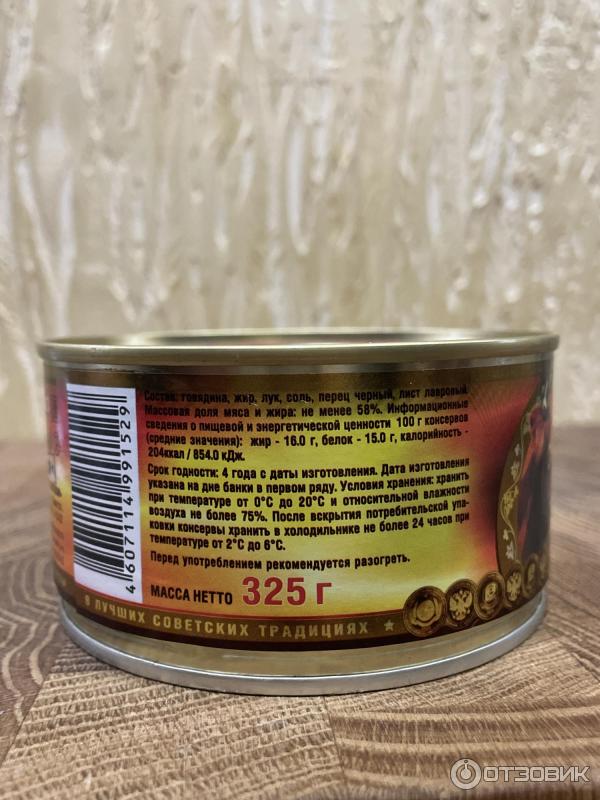 Состав: говядина, жир, лук, соль, перец черный, лист лавровый.
Массовая доля мяса и жира: не менее 58%. Информационные
сведения о пищевой и энергетической ценности 100 г консервов
(средние значения): жир - 16.0 г, белок - 15.0 г, калорийность -
204ккал / 854.0 кДж.
Срок годности: 4 года с даты изготовления. Дата изготовления
указана на дне банки в первом ряду. Условия хранения: хранить
при температуре от 0°С до 20°С и относительной влажности
воздуха не более 75%. После вскрытия потребительской упа-
ковки консервы хранить в холодильнике не более 24 часов при
температуре от 2°С до 6°С.
Перед употреблением рекомендуется разогреть.
МАССА НЕТТО 325 г
4 607114 991529
В ЛУЧШИХ СОВЕТСКИХ ТРАДИЦИЯХ
ОТЗОВИК